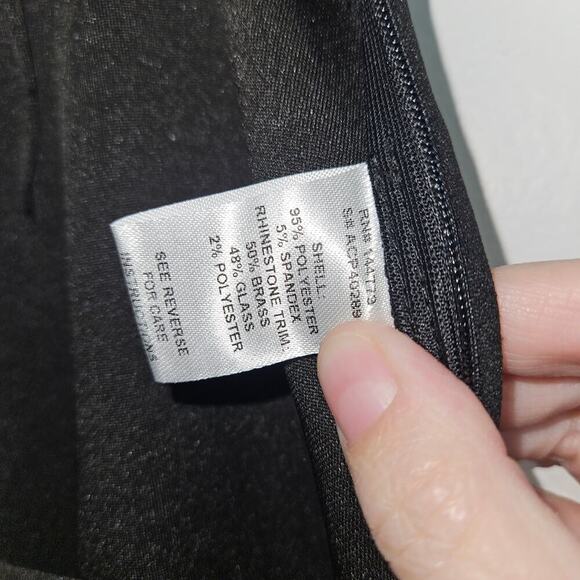 RN# 144773
S# ACP40289
SHELL:
95% POLYESTER
5% SPANDEX
RHINESTONE TRIM:
50% BRASS
48% GLASS
2% POLYESTER
SEE REVERSE
FOR CARE
INSTRUCTIONS